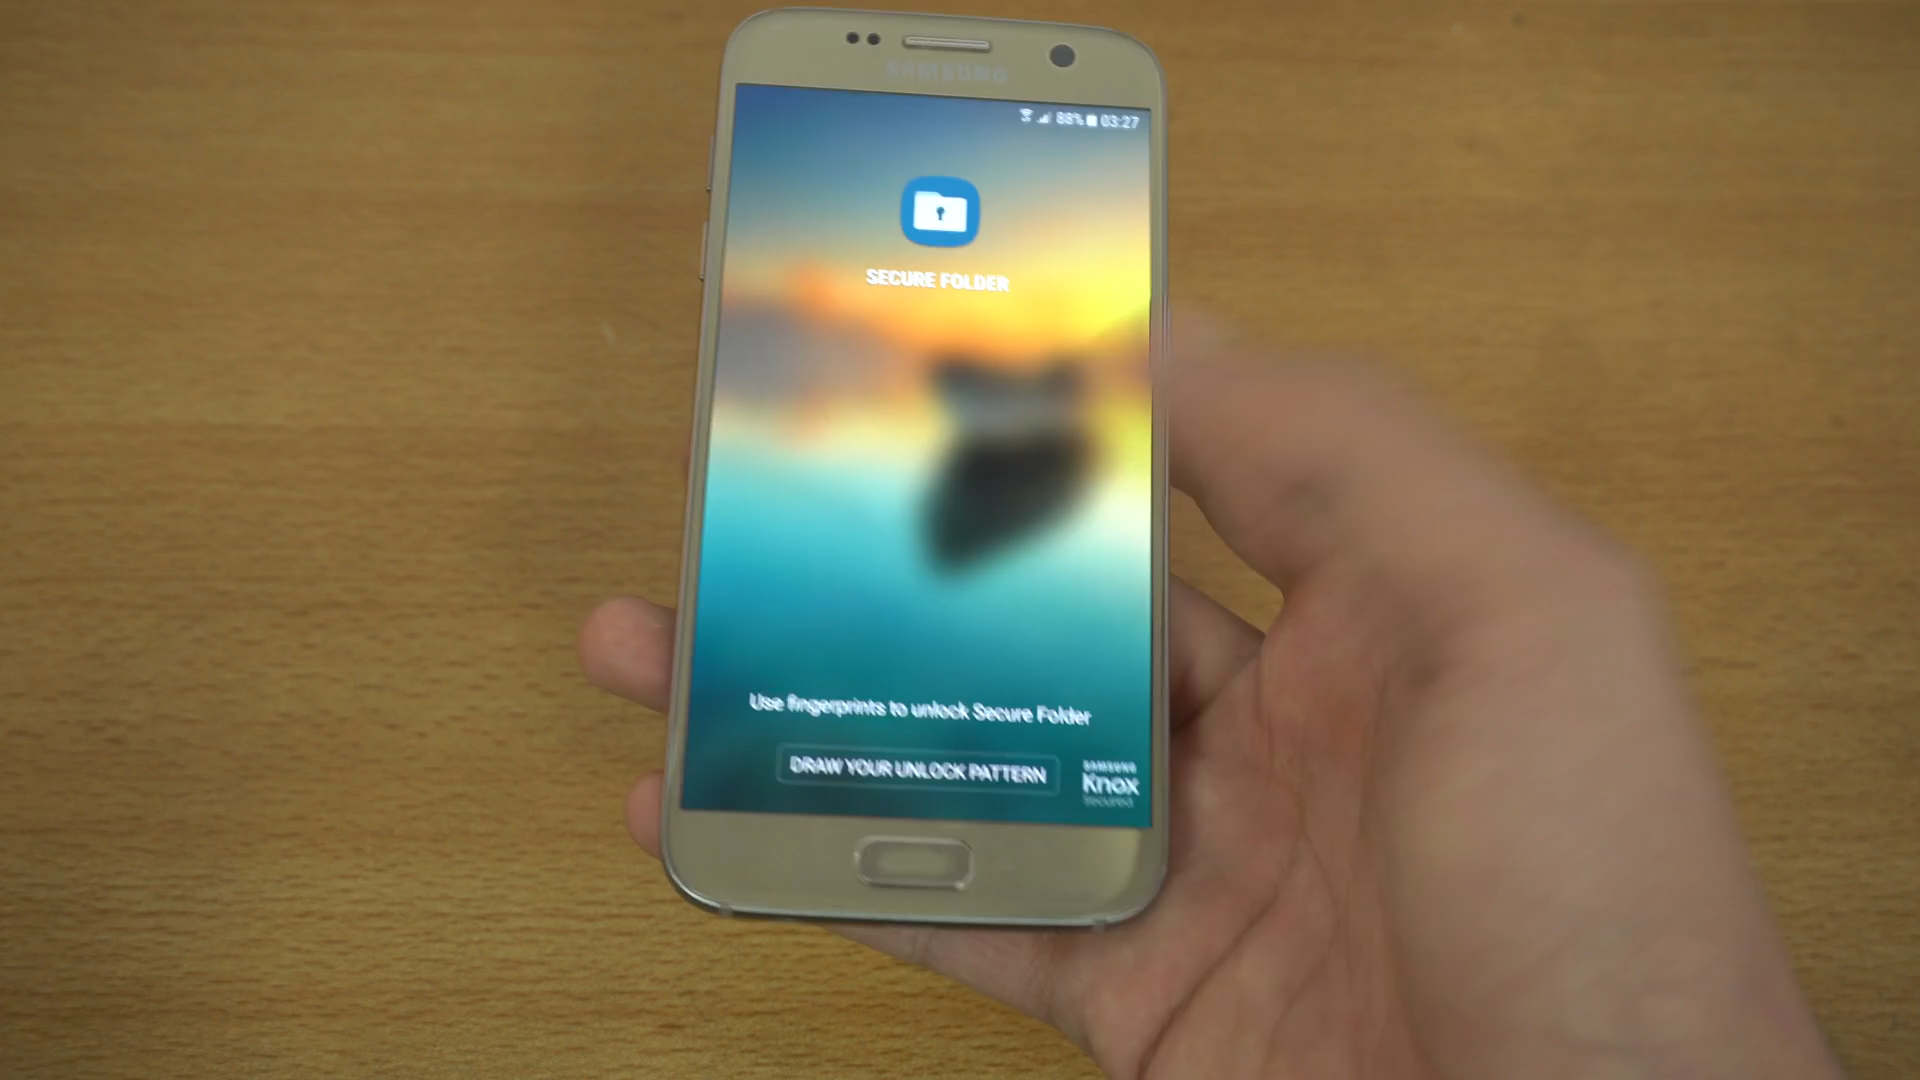 SAMSUNG
88% 03:27
SECURE FOLDER
Use fingerprints to unlock Secure Folder
DRAW YOUR UNLOCK PATTERN
SAMSUNG
Knox
Secured